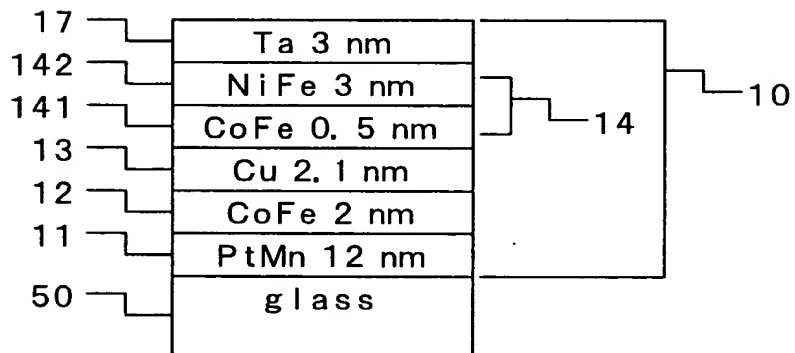 17 Ta 3 nm
142 NiFe 3 nm
10
141 CoFe 0.5 nm
14
13 Cu 2.1 nm
12 CoFe 2 nm
11 PtMn 12 nm
50 glass